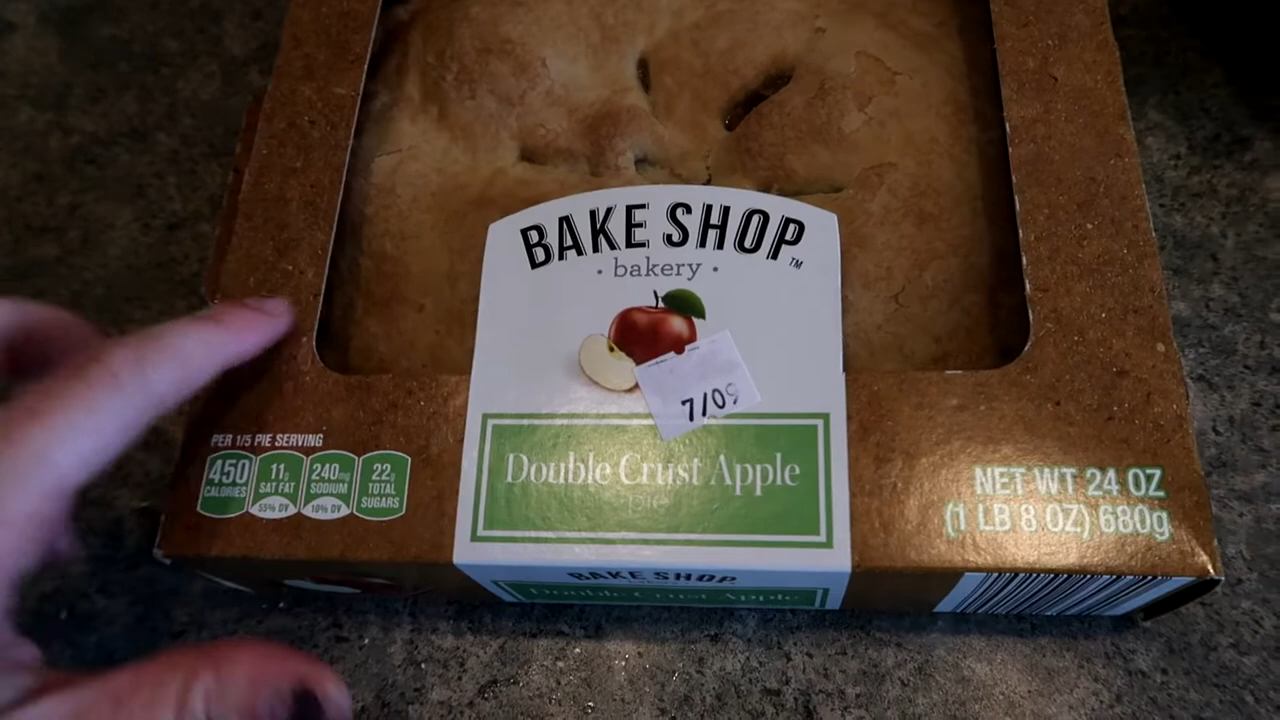 BAKE SHOP™
· bakery ·
7/09
Double Crust Apple
pie
PER 1/5 PIE SERVING
450 CALORIES
11g SAT FAT 55% DV
240mg SODIUM 10% DV
22g TOTAL SUGARS
NET WT 24 OZ
(1 LB 8 OZ) 680g
BAKE SHOP
Double Crust Apple